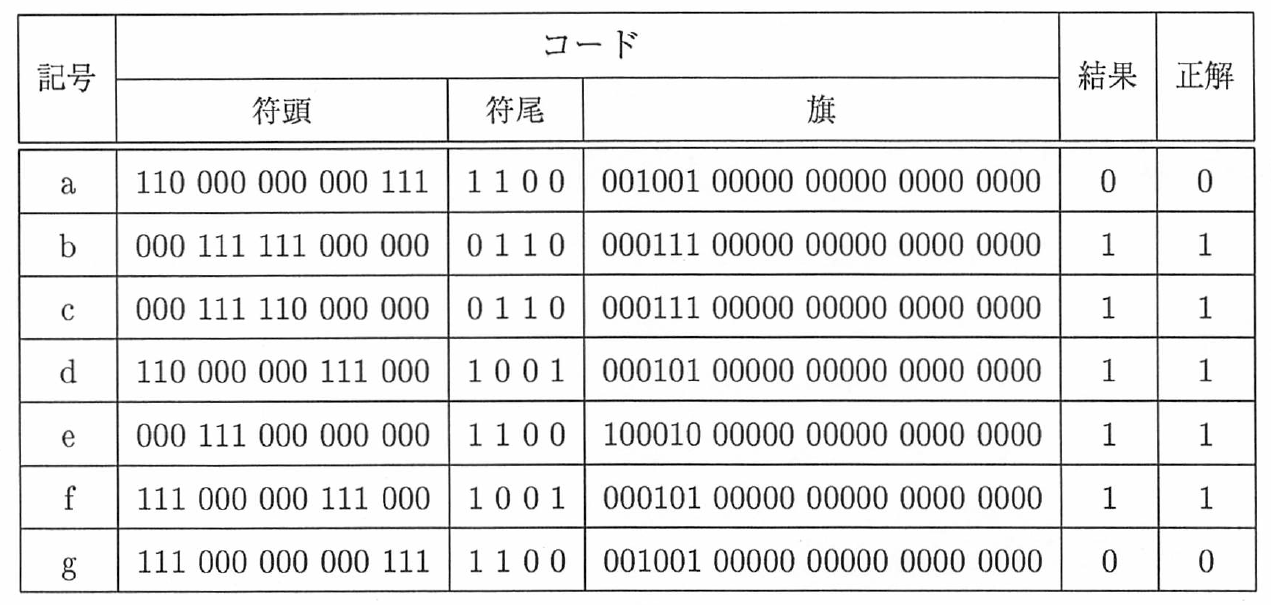 記号 コード 結果 正解
符頭 符尾 旗
a 110 000 000 000 111 1 1 0 0 001001 00000 00000 0000 0000 0 0
b 000 111 111 000 000 0 1 1 0 000111 00000 00000 0000 0000 1 1
c 000 111 110 000 000 0 1 1 0 000111 00000 00000 0000 0000 1 1
d 110 000 000 111 000 1 0 0 1 000101 00000 00000 0000 0000 1 1
e 000 111 000 000 000 1 1 0 0 100010 00000 00000 0000 0000 1 1
f 111 000 000 111 000 1 0 0 1 000101 00000 00000 0000 0000 1 1
g 111 000 000 000 111 1 1 0 0 001001 00000 00000 0000 0000 0 0